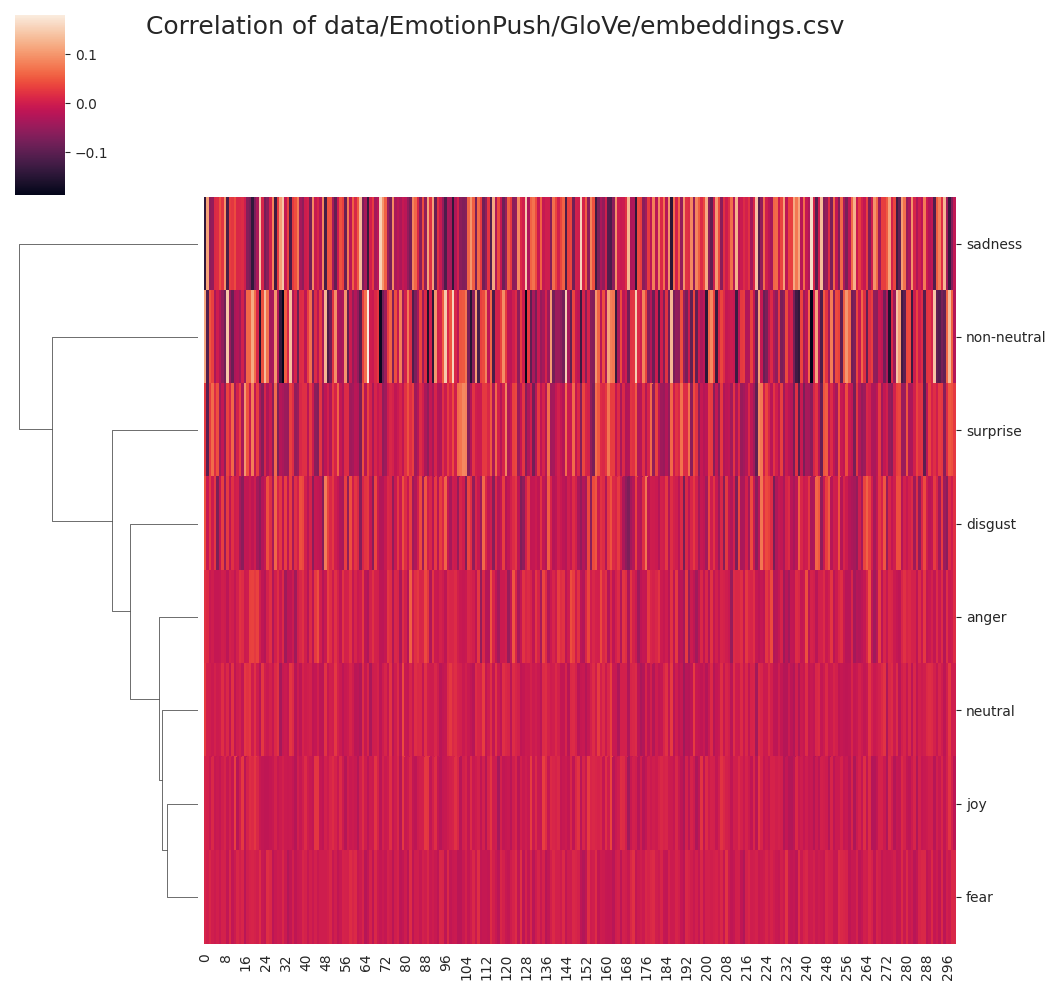 Correlation of data/EmotionPush/GloVe/embeddings.csv
0.1
0.0
−0.1
sadness
non-neutral
surprise
disgust
anger
neutral
joy
fear
0 8 16 24 32 40 48 56 64 72 80 88 96 104 112 120 128 136 144 152 160 168 176 184 192 200 208 216 224 232 240 248 256 264 272 280 288 296